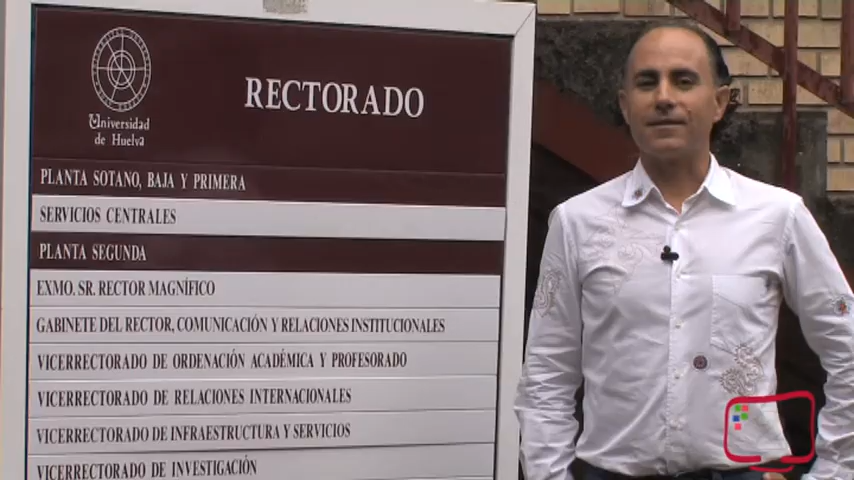 Universidad
de Huelva
RECTORADO
PLANTA SOTANO, BAJA Y PRIMERA
SERVICIOS CENTRALES
PLANTA SEGUNDA
EXMO. SR. RECTOR MAGNÍFICO
GABINETE DEL RECTOR, COMUNICACIÓN Y RELACIONES INSTITUCIONALES
VICERRECTORADO DE ORDENACIÓN ACADÉMICA Y PROFESORADO
VICERRECTORADO DE RELACIONES INTERNACIONALES
VICERRECTORADO DE INFRAESTRUCTURA Y SERVICIOS
VICERRECTORADO DE INVESTIGACIÓN